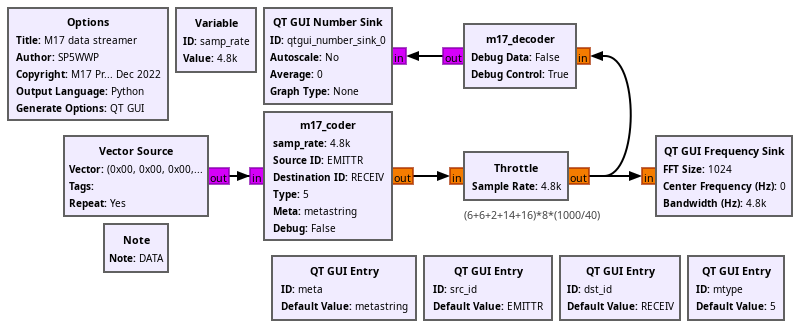 Options
Title: M17 data streamer
Author: SP5WWP
Copyright: M17 Pr... Dec 2022
Output Language: Python
Generate Options: QT GUI
Variable
ID: samp_rate
Value: 4.8k
QT GUI Number Sink
ID: qtgui_number_sink_0
Autoscale: No
Average: 0
Graph Type: None
in
out
m17_decoder
Debug Data: False
Debug Control: True
in
Vector Source
Vector: (0x00, 0x00, 0x00,...
Tags:
Repeat: Yes
out
in
m17_coder
samp_rate: 4.8k
Source ID: EMITTR
Destination ID: RECEIV
Type: 5
Meta: metastring
Debug: False
out
in
Throttle
Sample Rate: 4.8k
out
(6+6+2+14+16)*8*(1000/40)
in
QT GUI Frequency Sink
FFT Size: 1024
Center Frequency (Hz): 0
Bandwidth (Hz): 4.8k
Note
Note: DATA
QT GUI Entry
ID: meta
Default Value: metastring
QT GUI Entry
ID: src_id
Default Value: EMITTR
QT GUI Entry
ID: dst_id
Default Value: RECEIV
QT GUI Entry
ID: mtype
Default Value: 5